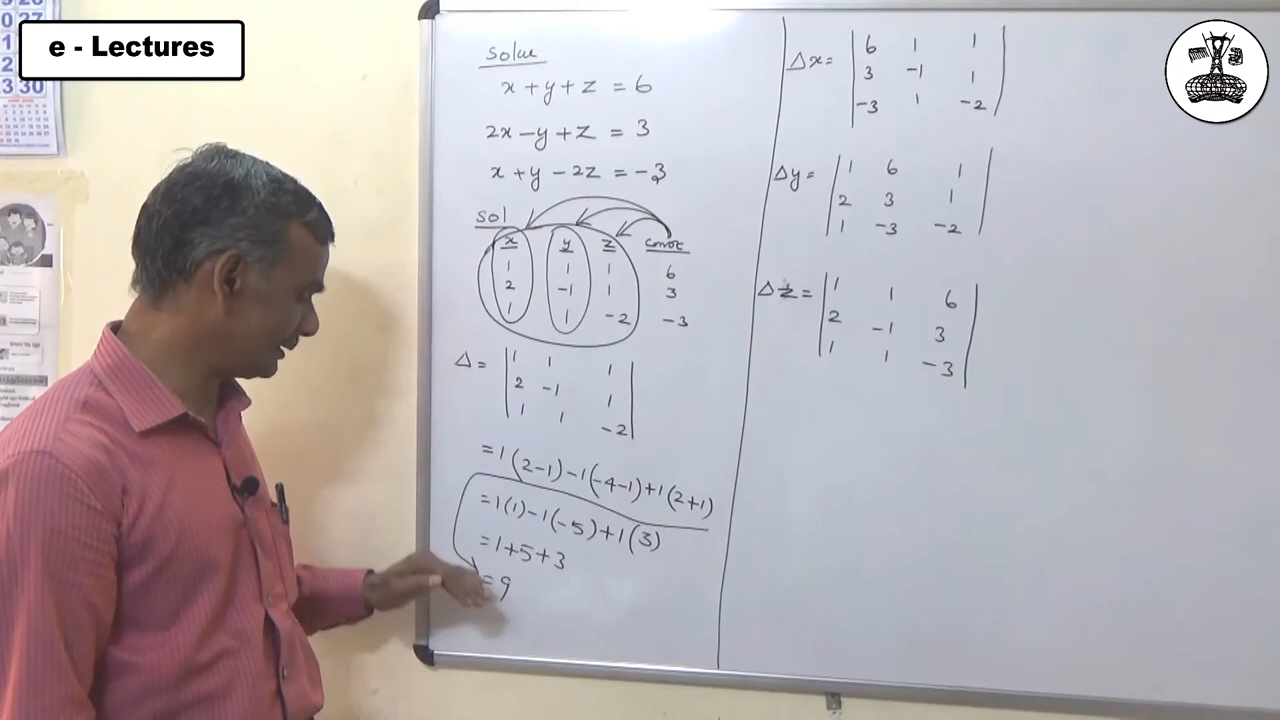 e - Lectures
Solve
x + y + z = 6
2x - y + z = 3
x + y - 2z = -3
Sol
x y z const
1 1 1 6
2 -1 1 3
1 1 -2 -3
Δ = | 1 1 1 |
| 2 -1 1 |
| 1 1 -2 |
= 1(2-1) - 1(-4-1) + 1(2+1)
= 1(1) - 1(-5) + 1(3)
= 1+5+3
= 9
Δx = | 6 1 1 |
| 3 -1 1 |
| -3 1 -2 |
Δy = | 1 6 1 |
| 2 3 1 |
| 1 -3 -2 |
Δz = | 1 1 6 |
| 2 -1 3 |
| 1 1 -3 |